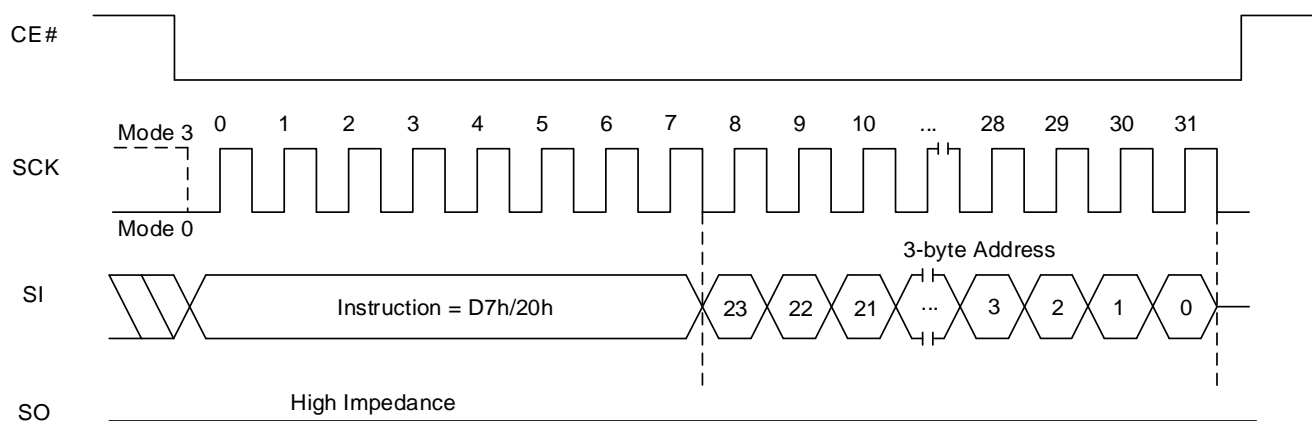 CE#
0 1 2 3 4 5 6 7 8 9 10 ... 28 29 30 31
Mode 3
SCK
Mode 0
3-byte Address
SI
Instruction = D7h/20h 23 22 21 ... 3 2 1 0
High Impedance
SO